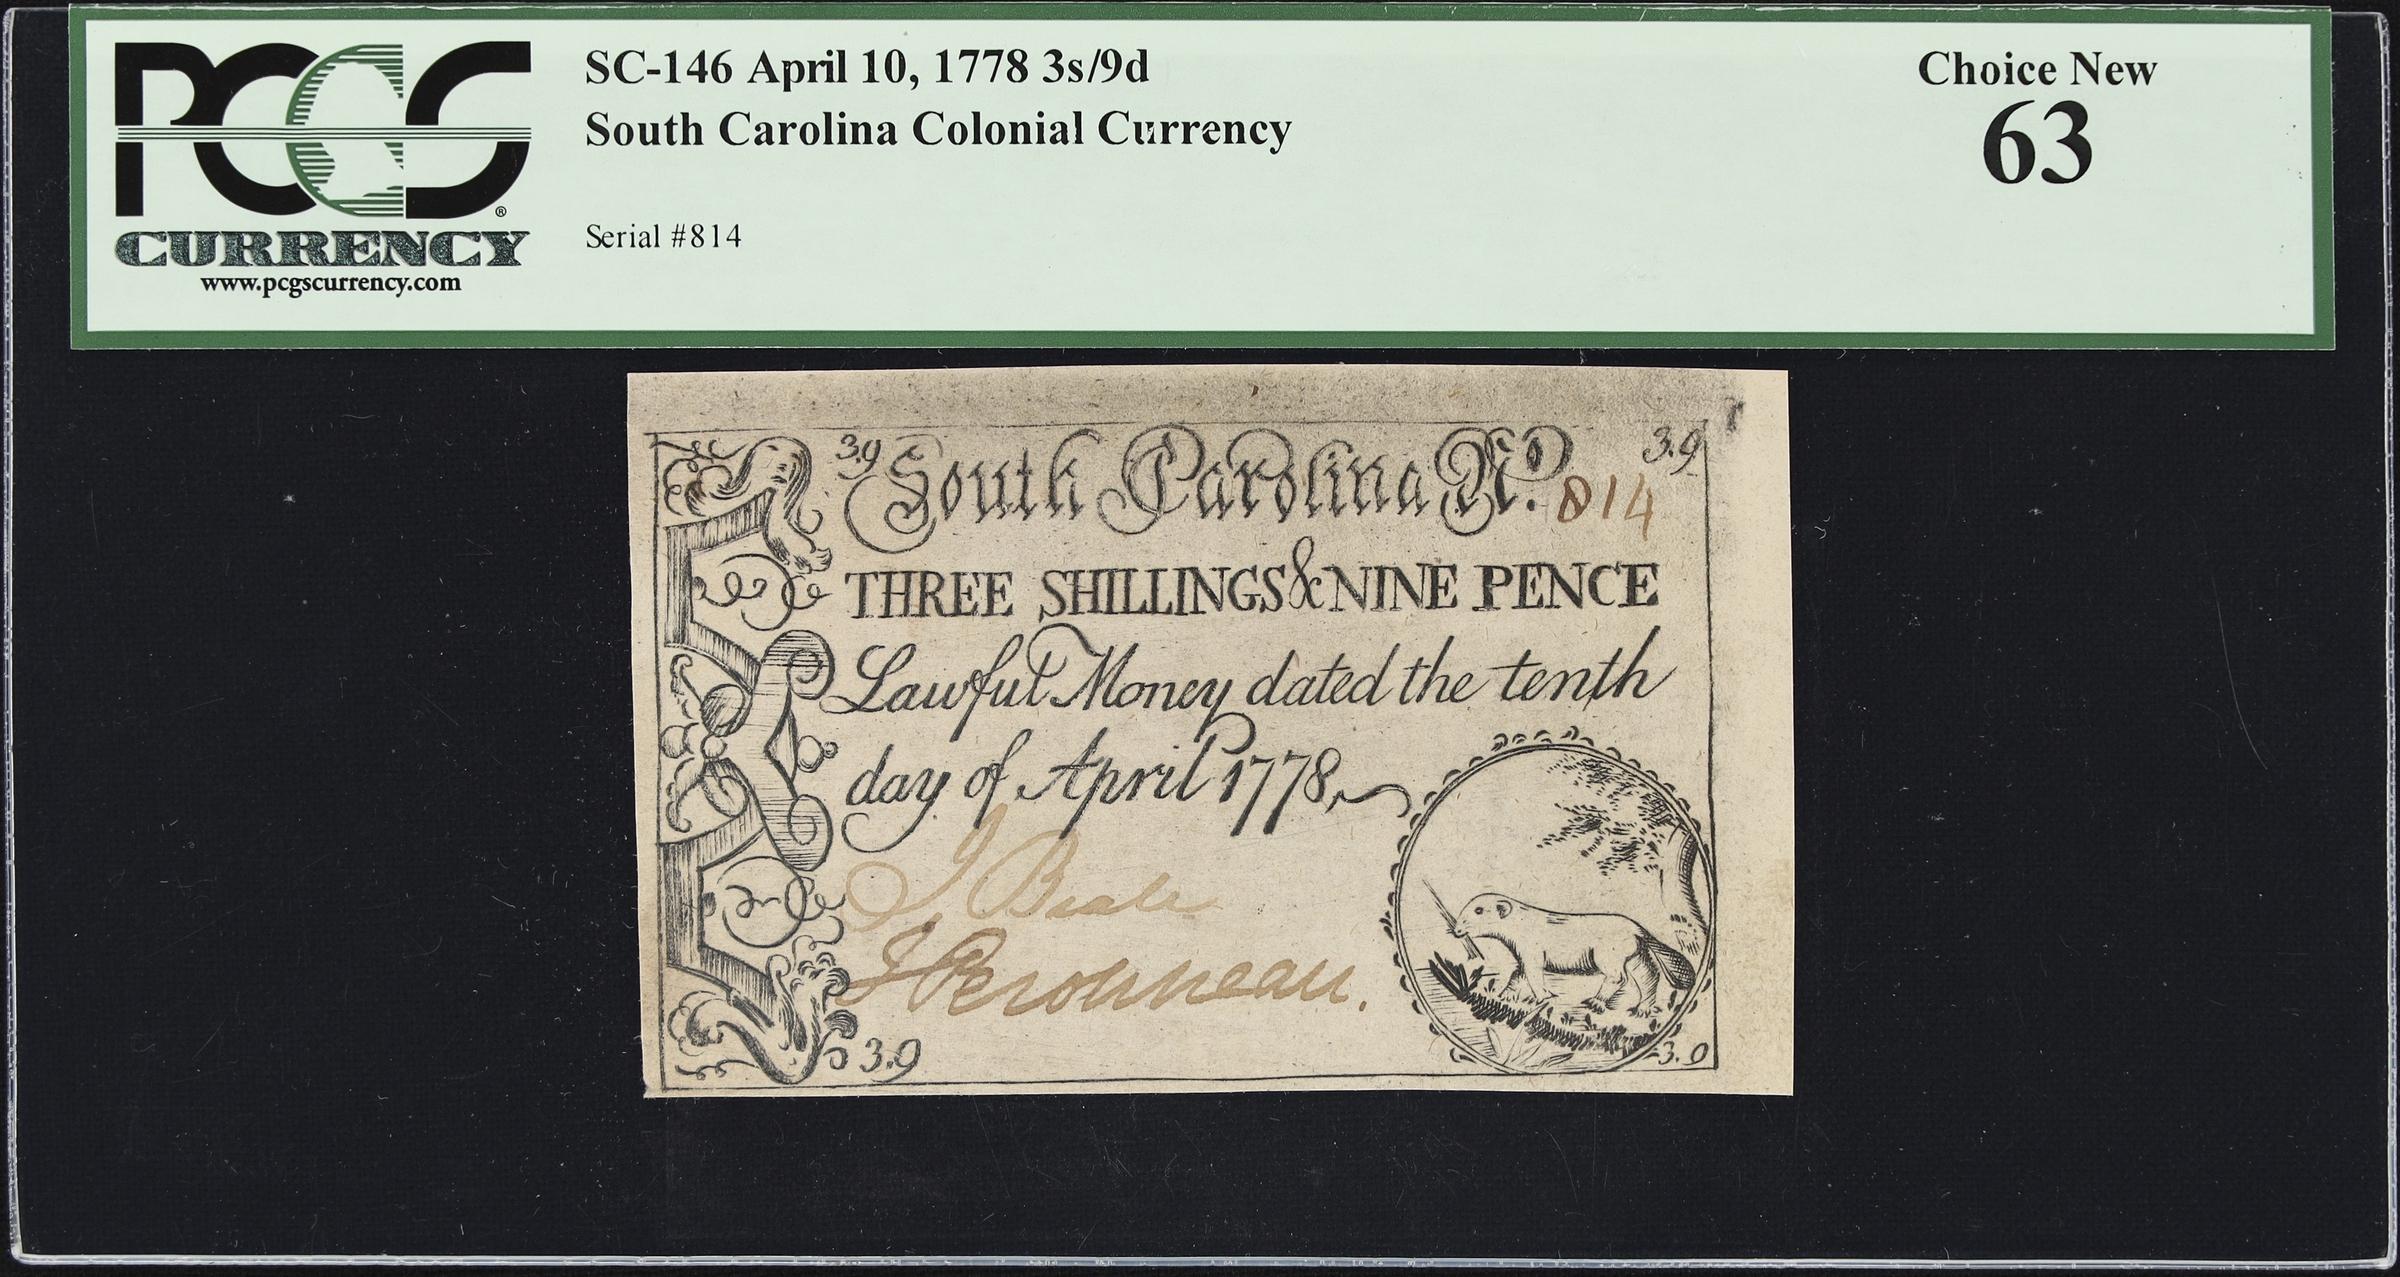 PCGS®
CURRENCY
www.pcgscurrency.com
SC-146 April 10, 1778 3s/9d
South Carolina Colonial Currency
Serial #814
Choice New
63
3.9 South Carolina No. 814 3.9
THREE SHILLINGS & NINE PENCE
Lawful Money dated the tenth
day of April 1778,
J Beale
J Peronneau.
3.9 3.9